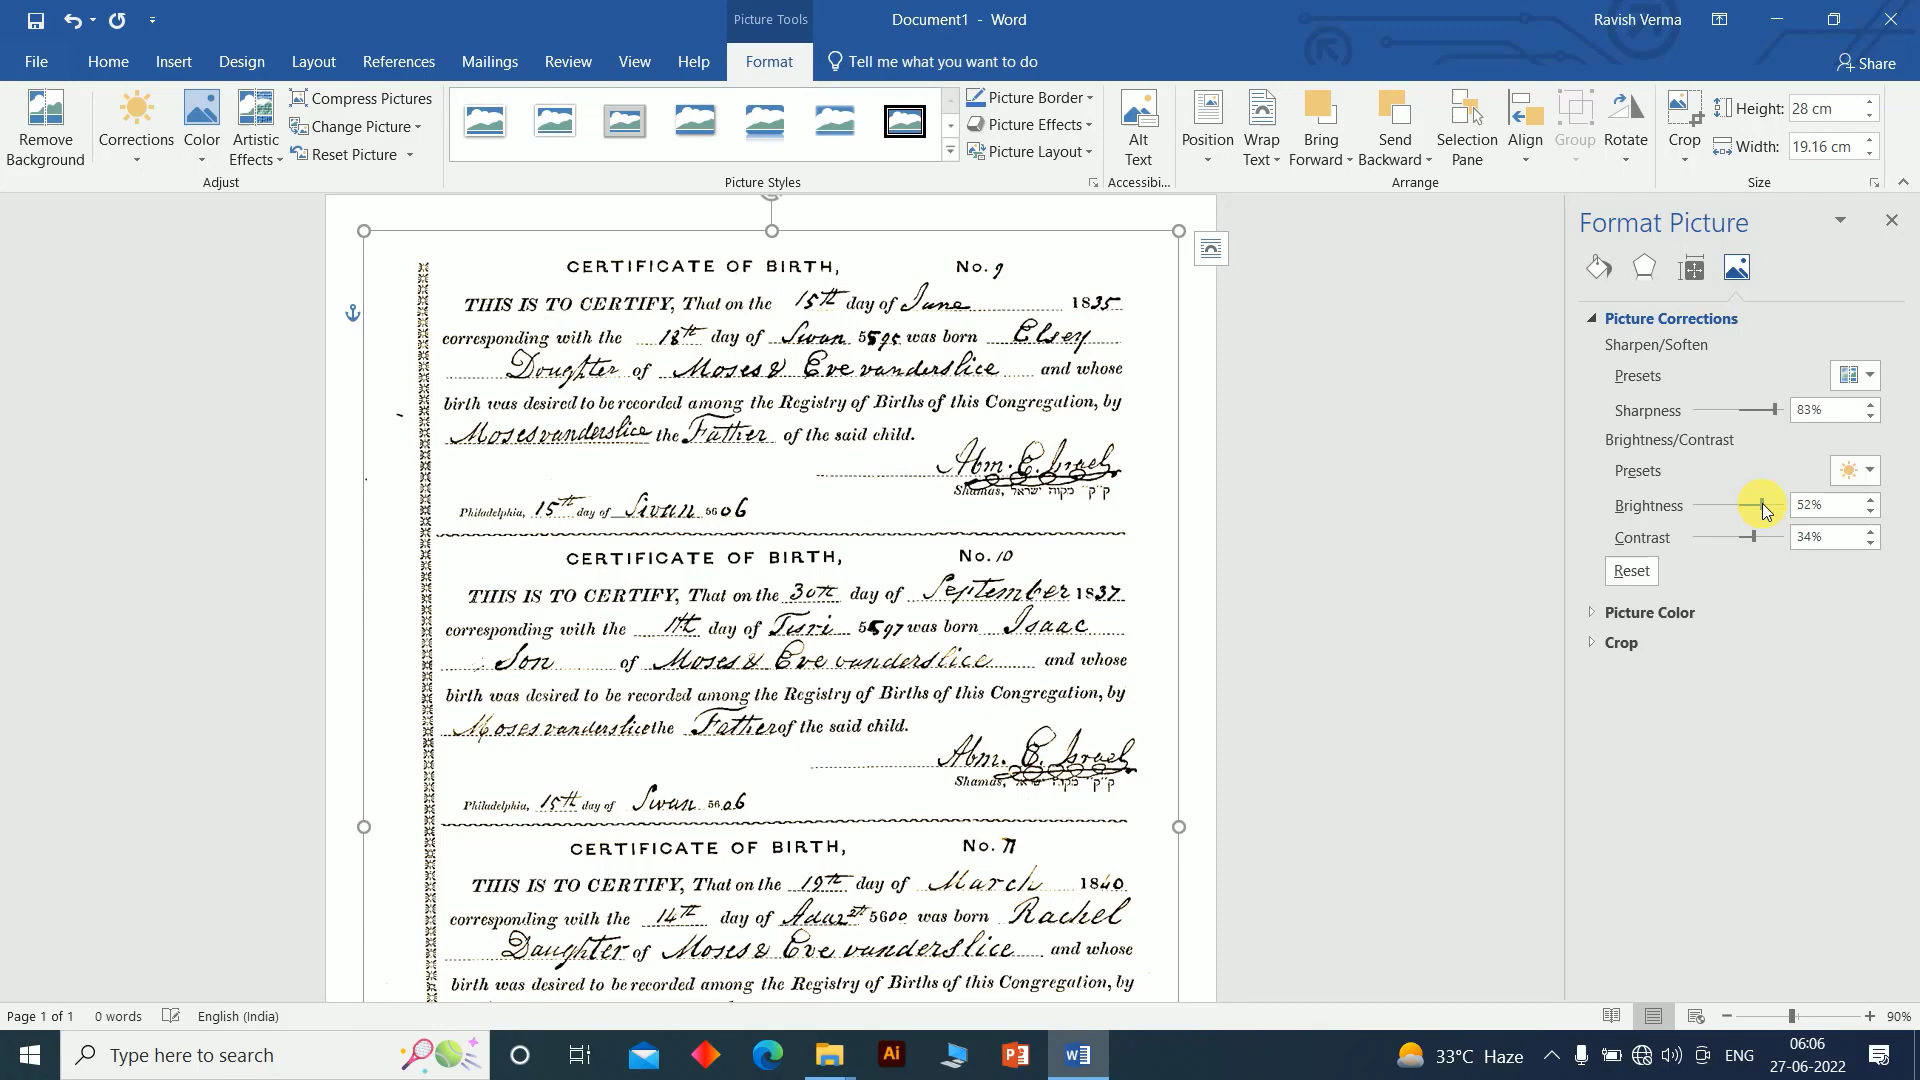 Picture Tools
Document1 - Word
Ravish Verma
File Home Insert Design Layout References Mailings Review View Help Format Tell me what you want to do Share
Remove Background
Corrections
Color
Artistic Effects
Compress Pictures
Change Picture
Reset Picture
Adjust
Picture Styles
Picture Border
Picture Effects
Picture Layout
Alt Text
Accessibi...
Position
Wrap Text
Bring Forward
Send Backward
Selection Pane
Align
Group
Rotate
Arrange
Crop
Height: 28 cm
Width: 19.16 cm
Size
CERTIFICATE OF BIRTH, No. 9
THIS IS TO CERTIFY, That on the 15th day of June 1835
corresponding with the 18th day of Sivan 5595 was born Elsey
Doughter of Moses & Eve vanderslice and whose
birth was desired to be recorded among the Registry of Births of this Congregation, by
Moses vanderslice the Father of the said child.
Abm. E. Israel
Shamas, ק"ק מקוה ישראל
Philadelphia, 15th day of Sivan 5606
CERTIFICATE OF BIRTH, No. 10
THIS IS TO CERTIFY, That on the 30th day of September 1837
corresponding with the 1th day of Tisri 5597 was born Isaac
Son of Moses & Eve vanderslice and whose
birth was desired to be recorded among the Registry of Births of this Congregation, by
Moses vanderslice the Father of the said child.
Abm. E. Israel
Shamas, ק"ק מקוה ישראל
Philadelphia, 15th day of Sivan 5606
CERTIFICATE OF BIRTH, No. 11
THIS IS TO CERTIFY, That on the 19th day of March 1840
corresponding with the 14th day of Adar 2th 5600 was born Rachel
Daughter of Moses & Eve vanderslice and whose
birth was desired to be recorded among the Registry of Births of this Congregation, by
Format Picture
Picture Corrections
Sharpen/Soften
Presets
Sharpness 83%
Brightness/Contrast
Presets
Brightness 52%
Contrast 34%
Reset
Picture Color
Crop
Page 1 of 1 0 words English (India) 90%
Type here to search
Ai
33°C Haze
ENG
06:06
27-06-2022